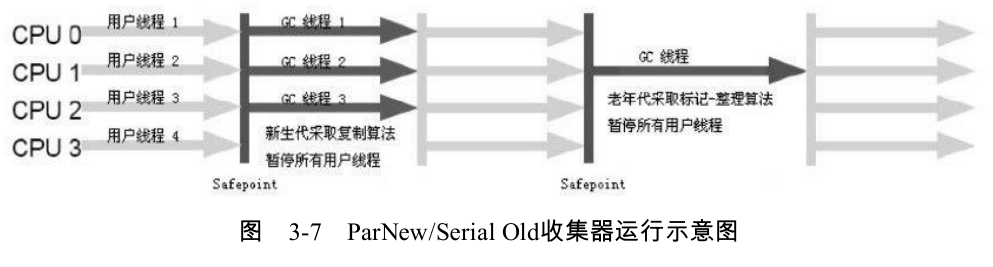 CPU 0
用户线程 1
GC 线程 1
CPU 1
用户线程 2
GC 线程 2
GC 线程
CPU 2
用户线程 3
GC 线程 3
老年代采取标记-整理算法
暂停所有用户线程
CPU 3
用户线程 4
新生代采取复制算法
暂停所有用户线程
Safepoint
Safepoint
图 3-7 ParNew/Serial Old收集器运行示意图